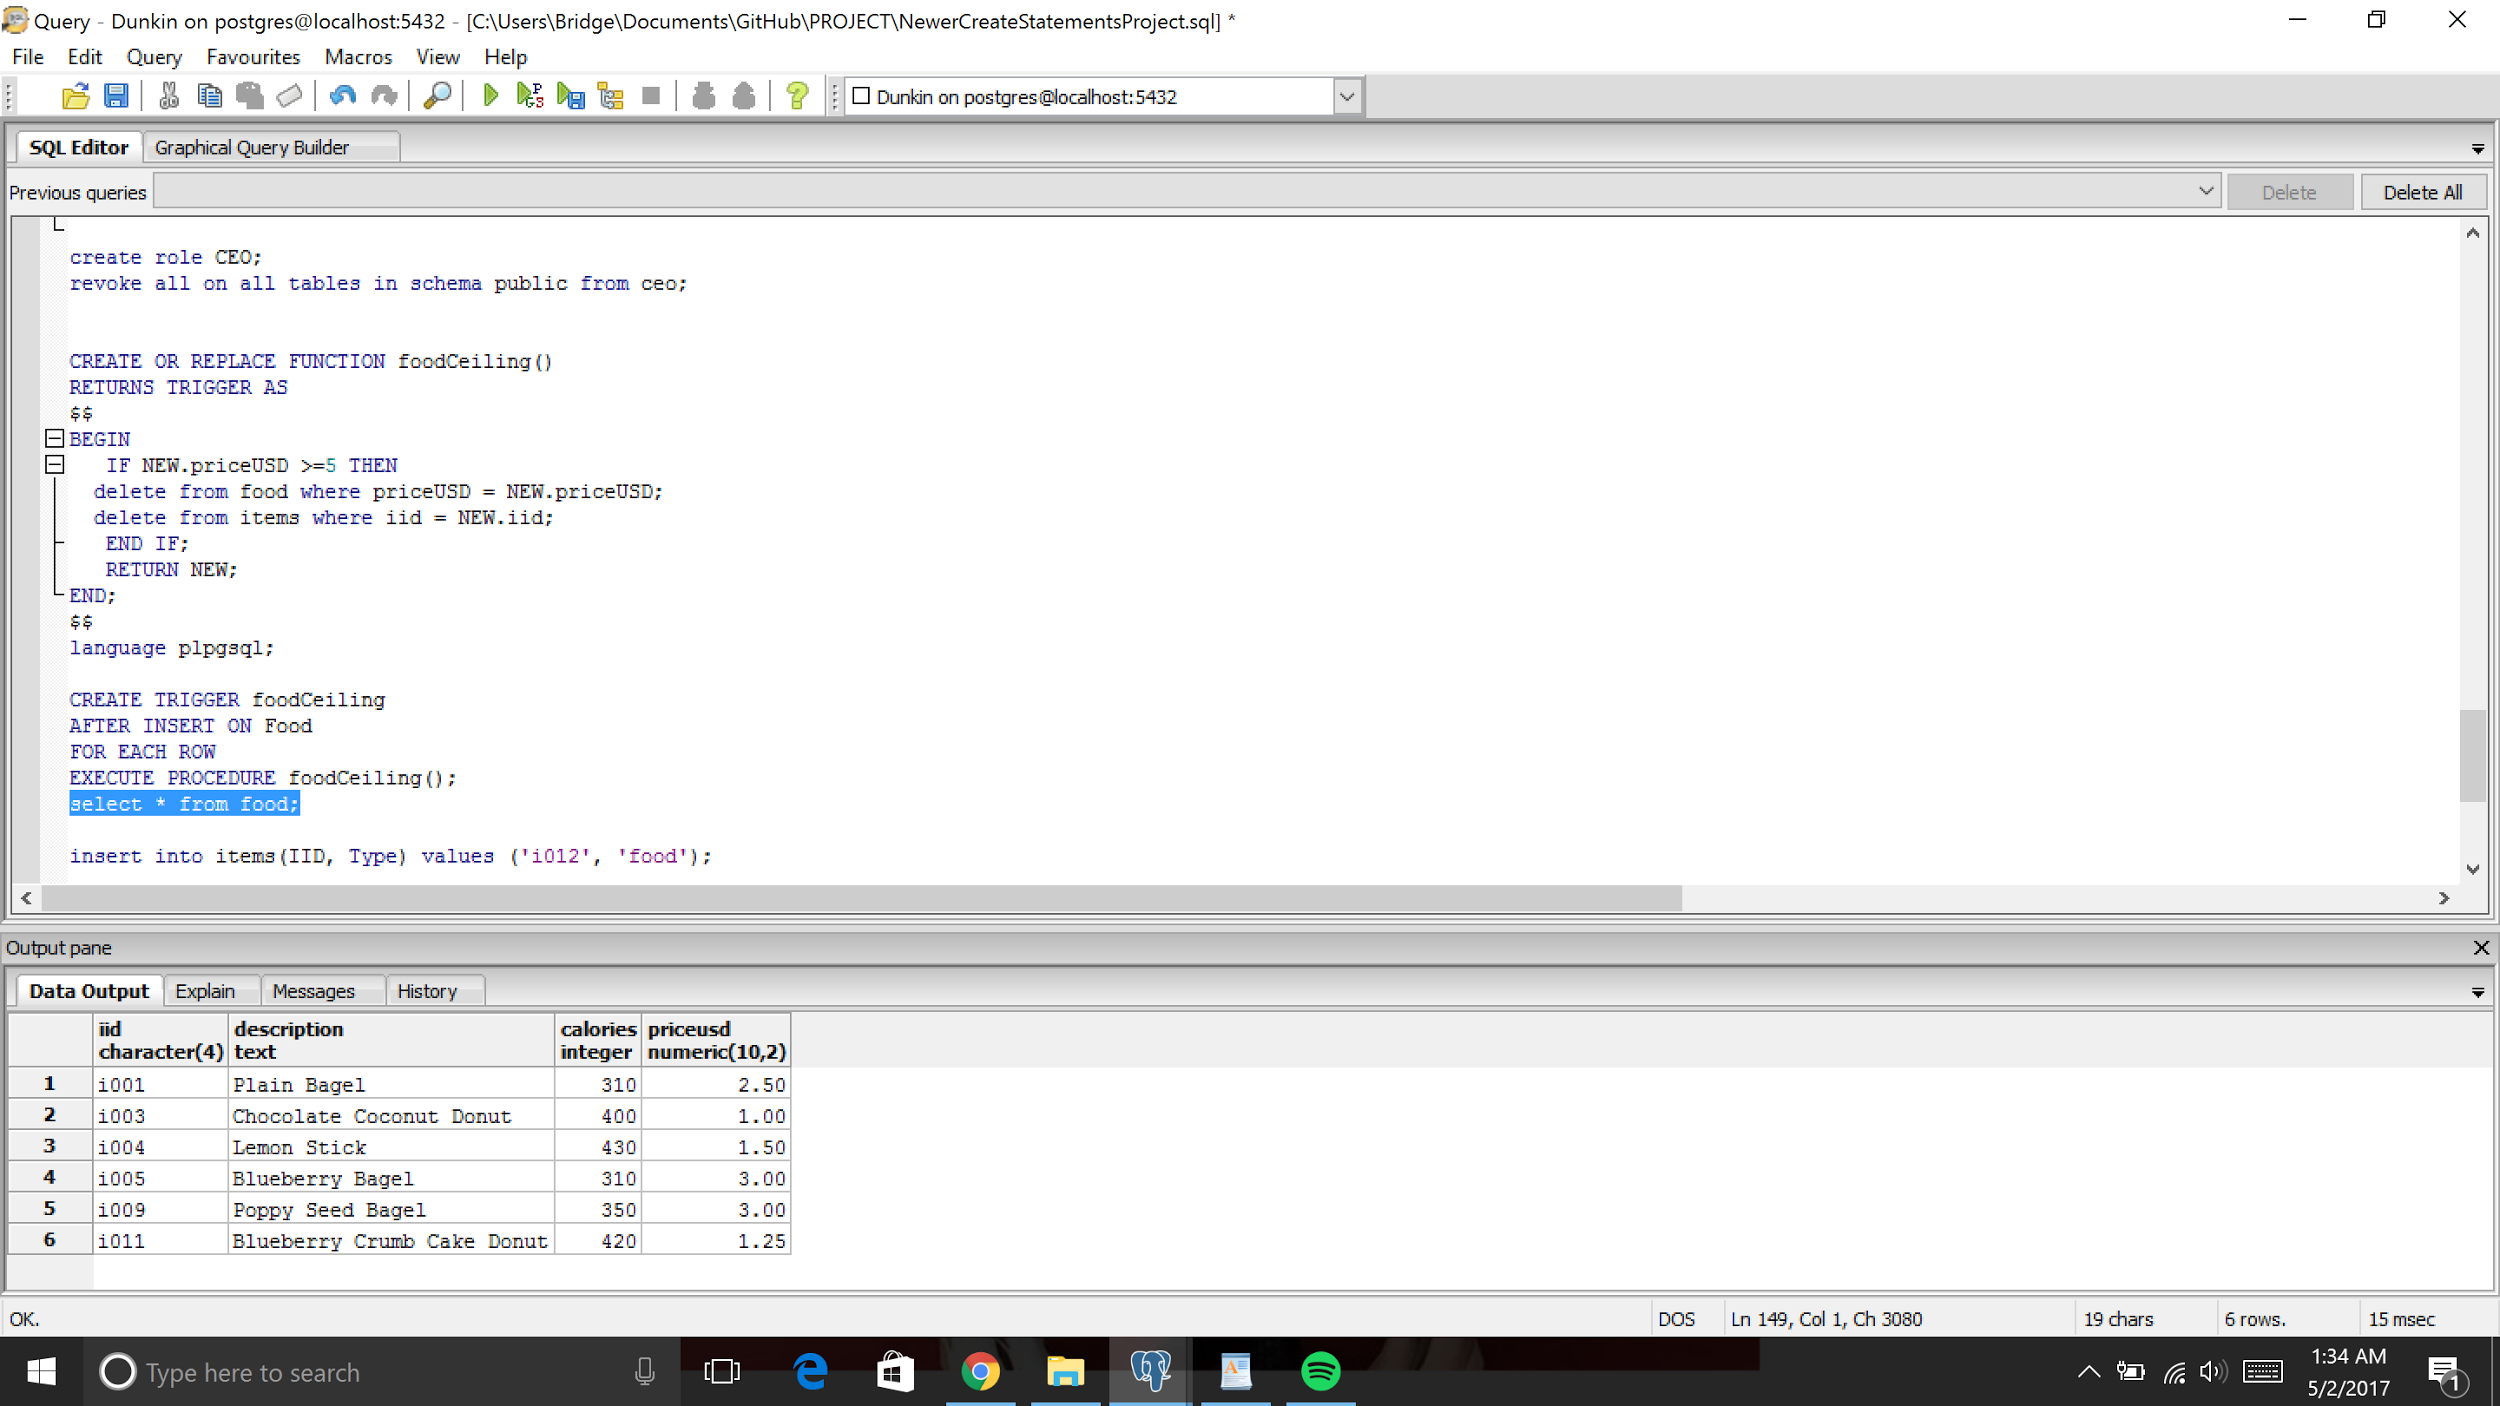 Query - Dunkin on postgres@localhost:5432 - [C:\Users\Bridge\Documents\GitHub\PROJECT\NewerCreateStatementsProject.sql] *
File Edit Query Favourites Macros View Help
Dunkin on postgres@localhost:5432
SQL Editor Graphical Query Builder
Previous queries Delete Delete All
create role CEO;
revoke all on all tables in schema public from ceo;
CREATE OR REPLACE FUNCTION foodCeiling()
RETURNS TRIGGER AS
$$
BEGIN
IF NEW.priceUSD >=5 THEN
delete from food where priceUSD = NEW.priceUSD;
delete from items where iid = NEW.iid;
END IF;
RETURN NEW;
END;
$$
language plpgsql;
CREATE TRIGGER foodCeiling
AFTER INSERT ON Food
FOR EACH ROW
EXECUTE PROCEDURE foodCeiling();
select * from food;
insert into items(IID, Type) values ('i012', 'food');
Output pane
Data Output Explain Messages History
iid description calories priceusd
character(4) text integer numeric(10,2)
1 i001 Plain Bagel 310 2.50
2 i003 Chocolate Coconut Donut 400 1.00
3 i004 Lemon Stick 430 1.50
4 i005 Blueberry Bagel 310 3.00
5 i009 Poppy Seed Bagel 350 3.00
6 i011 Blueberry Crumb Cake Donut 420 1.25
OK. DOS Ln 149, Col 1, Ch 3080 19 chars 6 rows. 15 msec
Type here to search
1:34 AM
5/2/2017
1